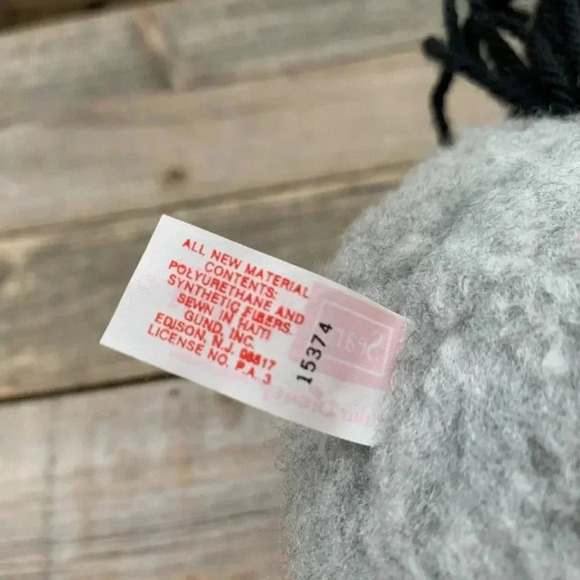 ALL NEW MATERIAL
CONTENTS:
POLYURETHANE AND
SYNTHETIC FIBERS.
SEWN IN HAITI
GUND, INC.
EDISON, N.J. 08817
LICENSE NO. P.A. 3
15374